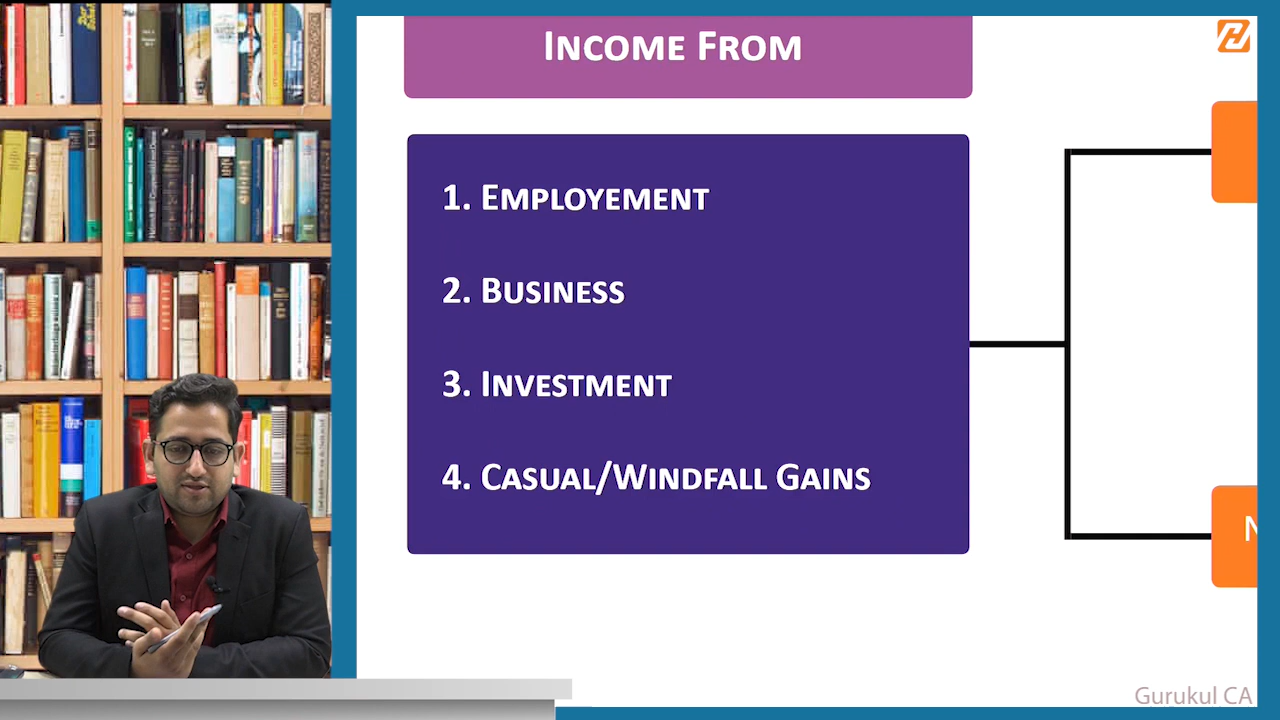 INCOME FROM
1. EMPLOYEMENT
2. BUSINESS
3. INVESTMENT
4. CASUAL/WINDFALL GAINS
N
Gurukul CA